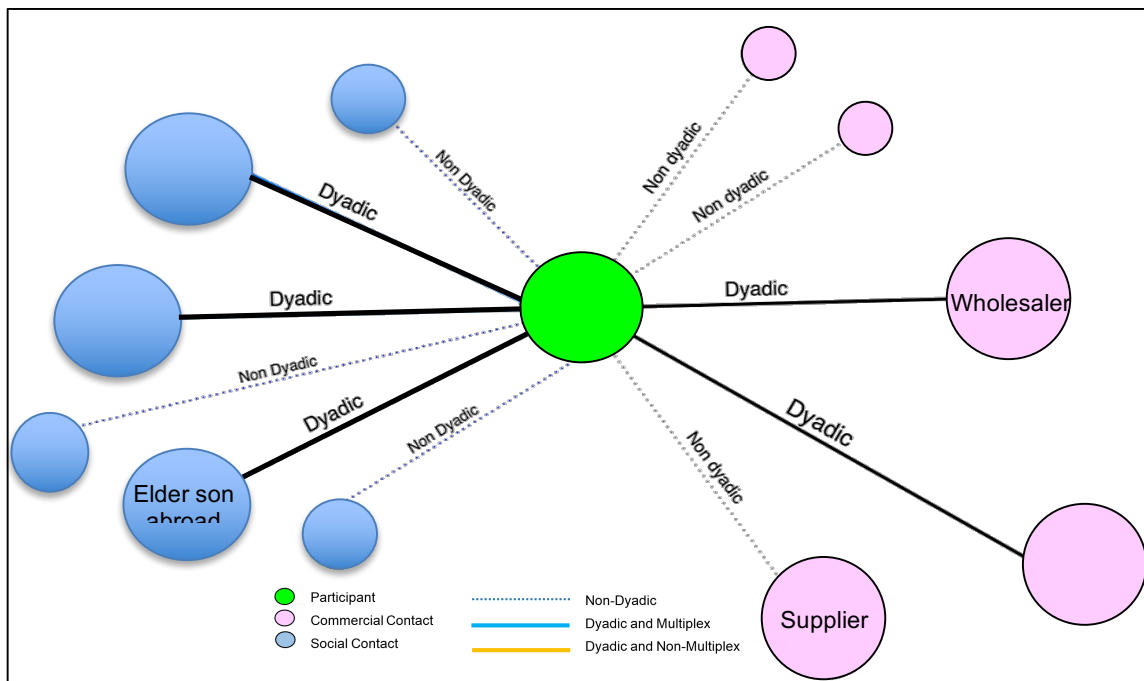 Non Dyadic
Non dyadic
Non dyadic
Dyadic
Dyadic
Dyadic
Wholesaler
Non Dyadic
Dyadic
Non Dyadic
Dyadic
Non dyadic
Elder son
abroad
Supplier
Participant
Commercial Contact
Social Contact
Non-Dyadic
Dyadic and Multiplex
Dyadic and Non-Multiplex